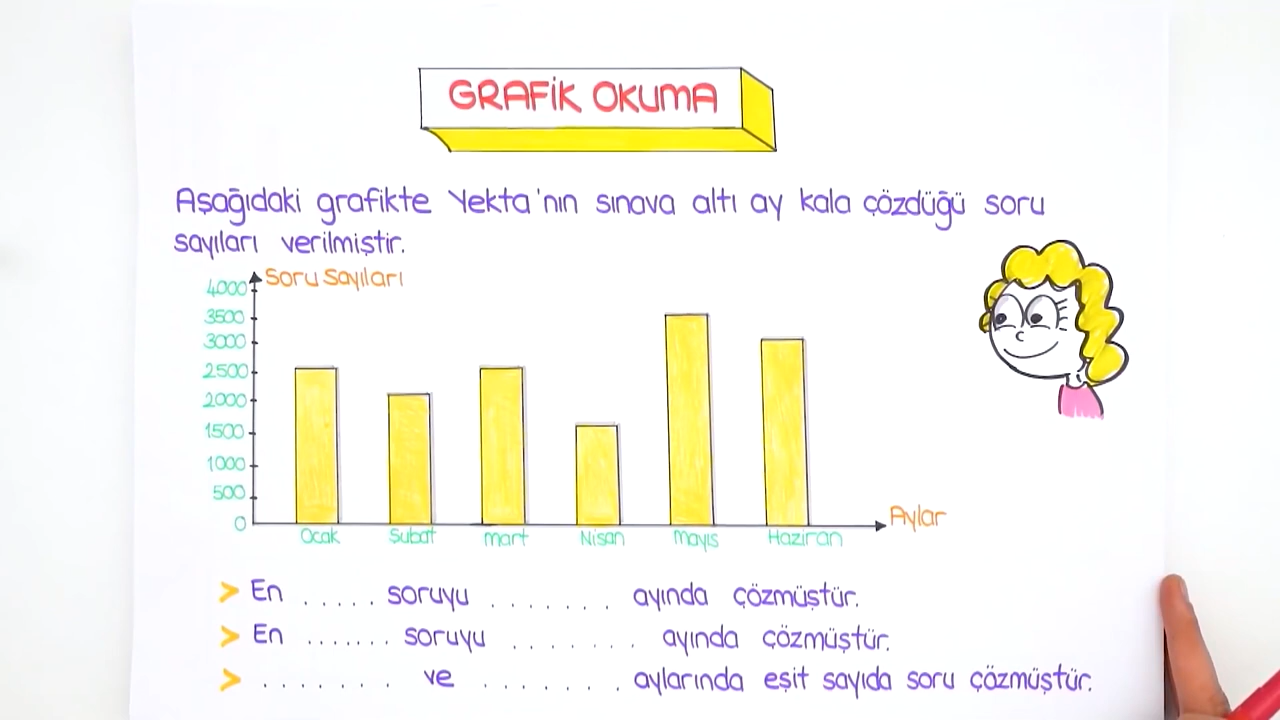 GRAFİK OKUMA
Aşağıdaki grafikte Yekta'nın sınava altı ay kala çözdüğü soru
sayıları verilmiştir.
Soru Sayıları
4000
3500
3000
2500
2000
1500
1000
500
0
Aylar
Ocak Şubat Mart Nisan Mayıs Haziran
> En ..... soruyu ....... ayında çözmüştür.
> En ....... soruyu ....... ayında çözmüştür.
> ....... ve ....... aylarında eşit sayıda soru çözmüştür.